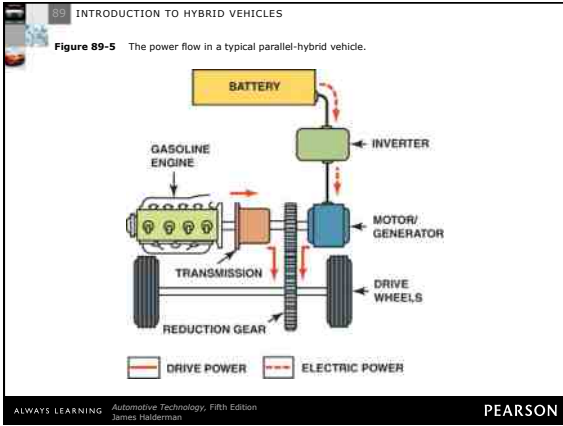 89 INTRODUCTION TO HYBRID VEHICLES
Figure 89-5 The power flow in a typical parallel-hybrid vehicle.
BATTERY
INVERTER
GASOLINE
ENGINE
MOTOR/
GENERATOR
TRANSMISSION
DRIVE
WHEELS
REDUCTION GEAR
DRIVE POWER
ELECTRIC POWER
ALWAYS LEARNING
Automotive Technology, Fifth Edition
James Halderman
PEARSON